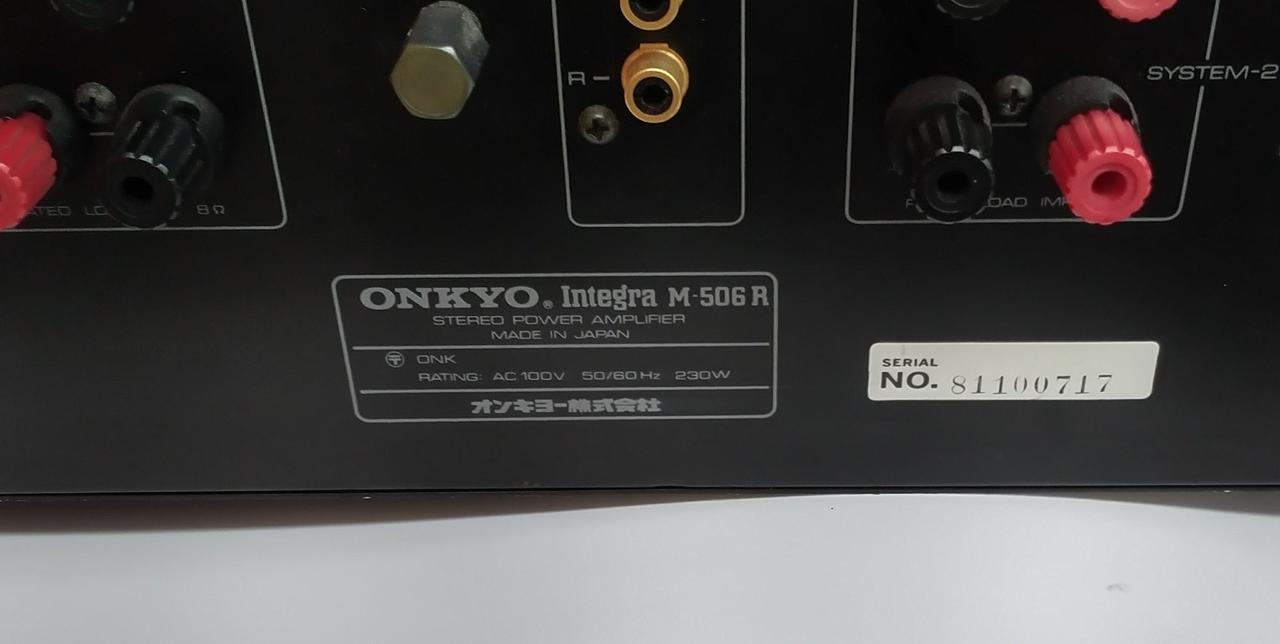 R
SYSTEM-2
8Ω
ONKYO® Integra M-506R
STEREO POWER AMPLIFIER
MADE IN JAPAN
〶 ONK
RATING: AC 100V 50/60Hz 230W
オンキヨー株式会社
SERIAL
NO. 81100717